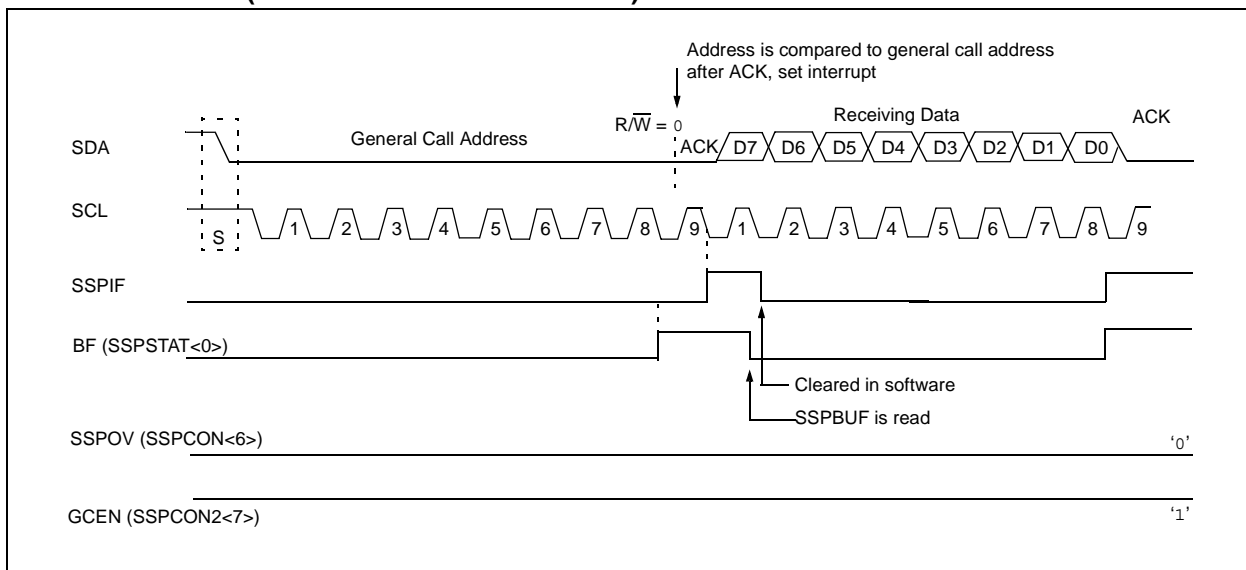 Address is compared to general call address
after ACK, set interrupt
R/W = 0
Receiving Data
ACK
SDA
General Call Address
ACK
D7 D6 D5 D4 D3 D2 D1 D0
SCL
S
1 2 3 4 5 6 7 8 9 1 2 3 4 5 6 7 8 9
SSPIF
BF (SSPSTAT<0>)
Cleared in software
SSPBUF is read
SSPOV (SSPCON<6>)
‘0’
GCEN (SSPCON2<7>)
‘1’